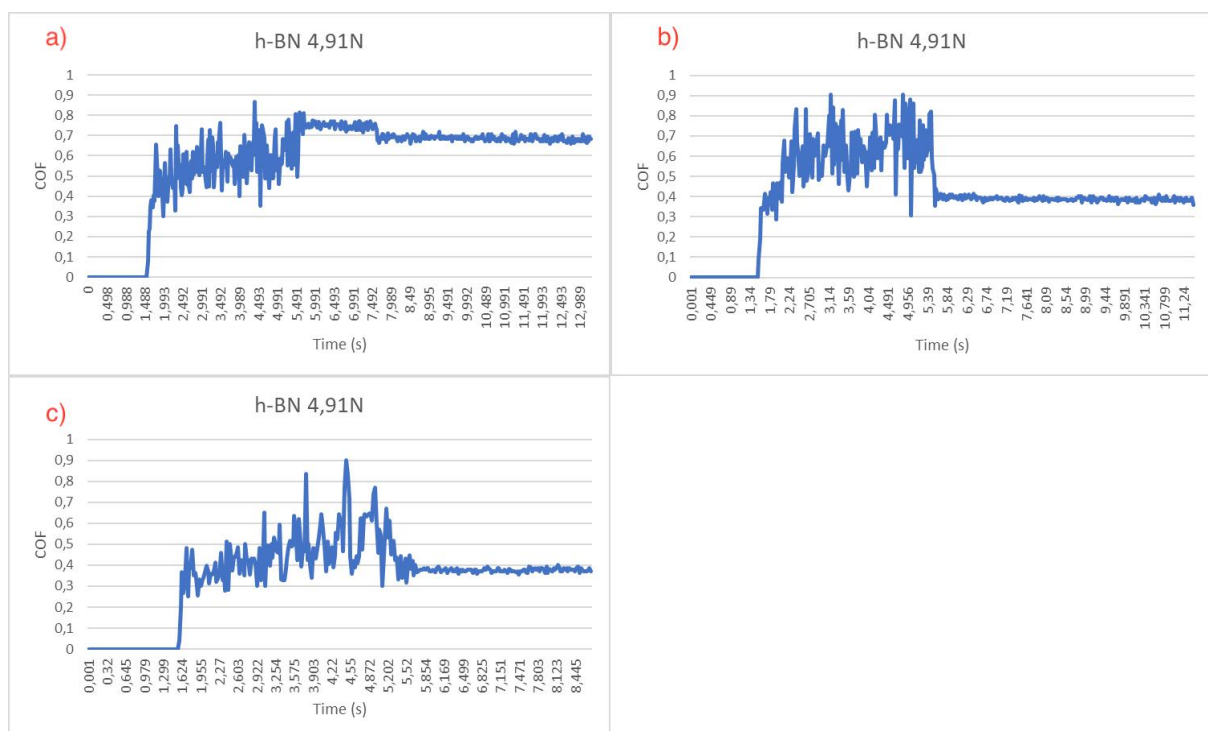 a)
h-BN 4,91N
1
0,9
0,8
0,7
0,6
0,5
0,4
0,3
0,2
0,1
0
COF
0 0,498 0,988 1,488 1,9993 2,492 2,991 3,492 3,9989 4,493 4,991 5,491 5,991 6,491 6,992 7,492 7,989 8,49 8,995 9,491 9,992 10,489 10,991 11,491 11,993 12,493 12,989
Time (s)
b)
h-BN 4,91N
1
0,9
0,8
0,7
0,6
0,5
0,4
0,3
0,2
0,1
0
COF
0,001 0,449 0,89 1,34 1,79 2,24 2,705 3,14 3,59 4,04 4,491 4,956 5,39 5,84 6,29 6,74 7,19 7,641 8,09 8,54 8,99 9,44 9,891 10,341 10,799 11,24
Time (s)
c)
h-BN 4,91N
1
0,9
0,8
0,7
0,6
0,5
0,4
0,3
0,2
0,1
0
COF
0,001 0,32 0,645 0,979 1,299 1,624 1,955 2,27 2,603 2,922 3,254 3,575 3,903 4,22 4,55 4,872 5,202 5,52 5,854 6,169 6,499 6,825 7,151 7,471 7,803 8,123 8,445
Time (s)